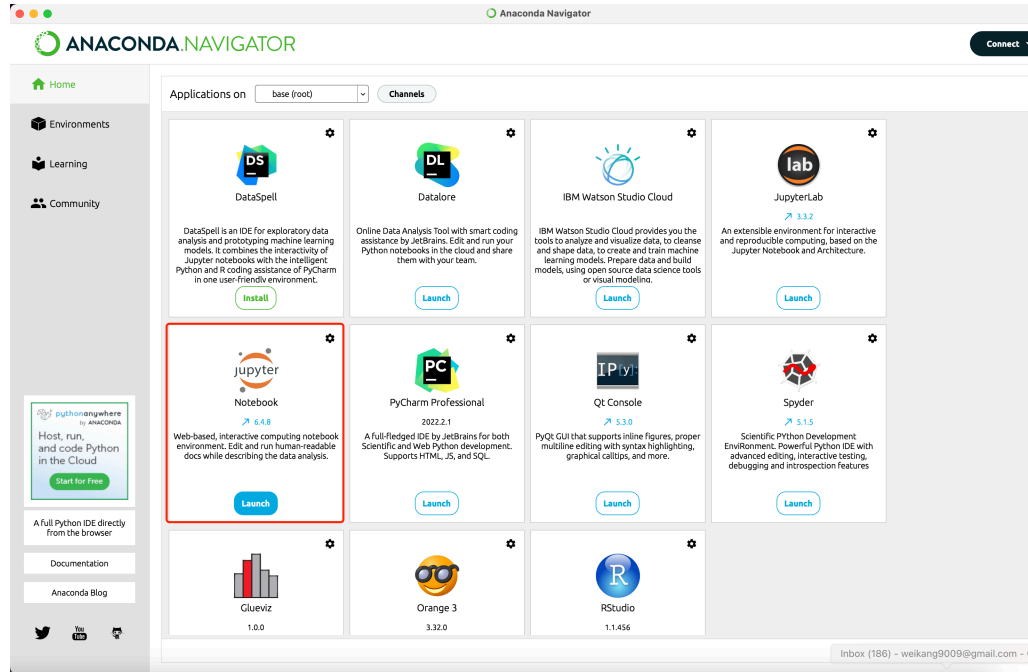 Anaconda Navigator
ANACONDA.NAVIGATOR
Connect
Home
Environments
Learning
Community
Applications on
base (root)
Channels
DS
DataSpell
DataSpell is an IDE for exploratory data
analysis and prototyping machine learning
models. It combines the interactivity of
Jupyter notebooks with the intelligent
Python and R coding assistance of PyCharm
in one user-friendly environment.
Install
DL
Datalore
Online Data Analysis Tool with smart coding
assistance by JetBrains. Edit and run your
Python notebooks in the cloud and share
them with your team.
Launch
IBM Watson Studio Cloud
IBM Watson Studio Cloud provides you the
tools to analyze and visualize data, to cleanse
and shape data, to create and train machine
learning models. Prepare data and build
models, using open source data science tools
or visual modeling.
Launch
lab
JupyterLab
3.3.2
An extensible environment for interactive
and reproducible computing, based on the
Jupyter Notebook and Architecture.
Launch
jupyter
Notebook
6.4.8
Web-based, interactive computing notebook
environment. Edit and run human-readable
docs while describing the data analysis.
Launch
PC
PyCharm Professional
2022.2.1
A full-fledged IDE by JetBrains for both
Scientific and Web Python development.
Supports HTML, JS, and SQL.
Launch
IP[y]:
Qt Console
5.3.0
PyQt GUI that supports inline figures, proper
multiline editing with syntax highlighting,
graphical calltips, and more.
Launch
Spyder
5.1.5
Scientific PYthon Development
EnviRonment. Powerful Python IDE with
advanced editing, interactive testing,
debugging and introspection features
Launch
Glueviz
1.0.0
Orange 3
3.32.0
R
RStudio
1.1.456
pythonanywhere
by ANACONDA
Host, run,
and code Python
in the Cloud
Start for Free
A full Python IDE directly
from the browser
Documentation
Anaconda Blog
You
Tube
Inbox (186) - weikang9009@gmail.com -